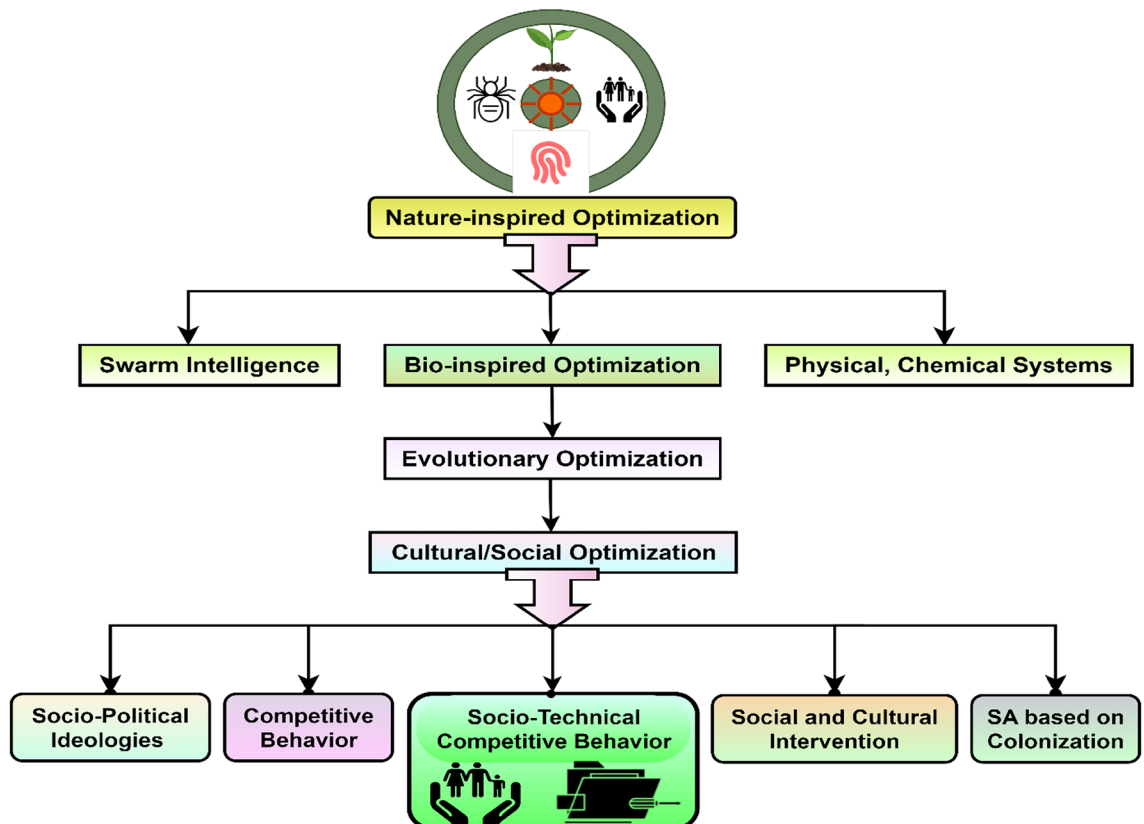 Nature-inspired Optimization
Swarm Intelligence
Bio-inspired Optimization
Physical, Chemical Systems
Evolutionary Optimization
Cultural/Social Optimization
Socio-Political
Ideologies
Competitive
Behavior
Socio-Technical
Competitive Behavior
Social and Cultural
Intervention
SA based on
Colonization